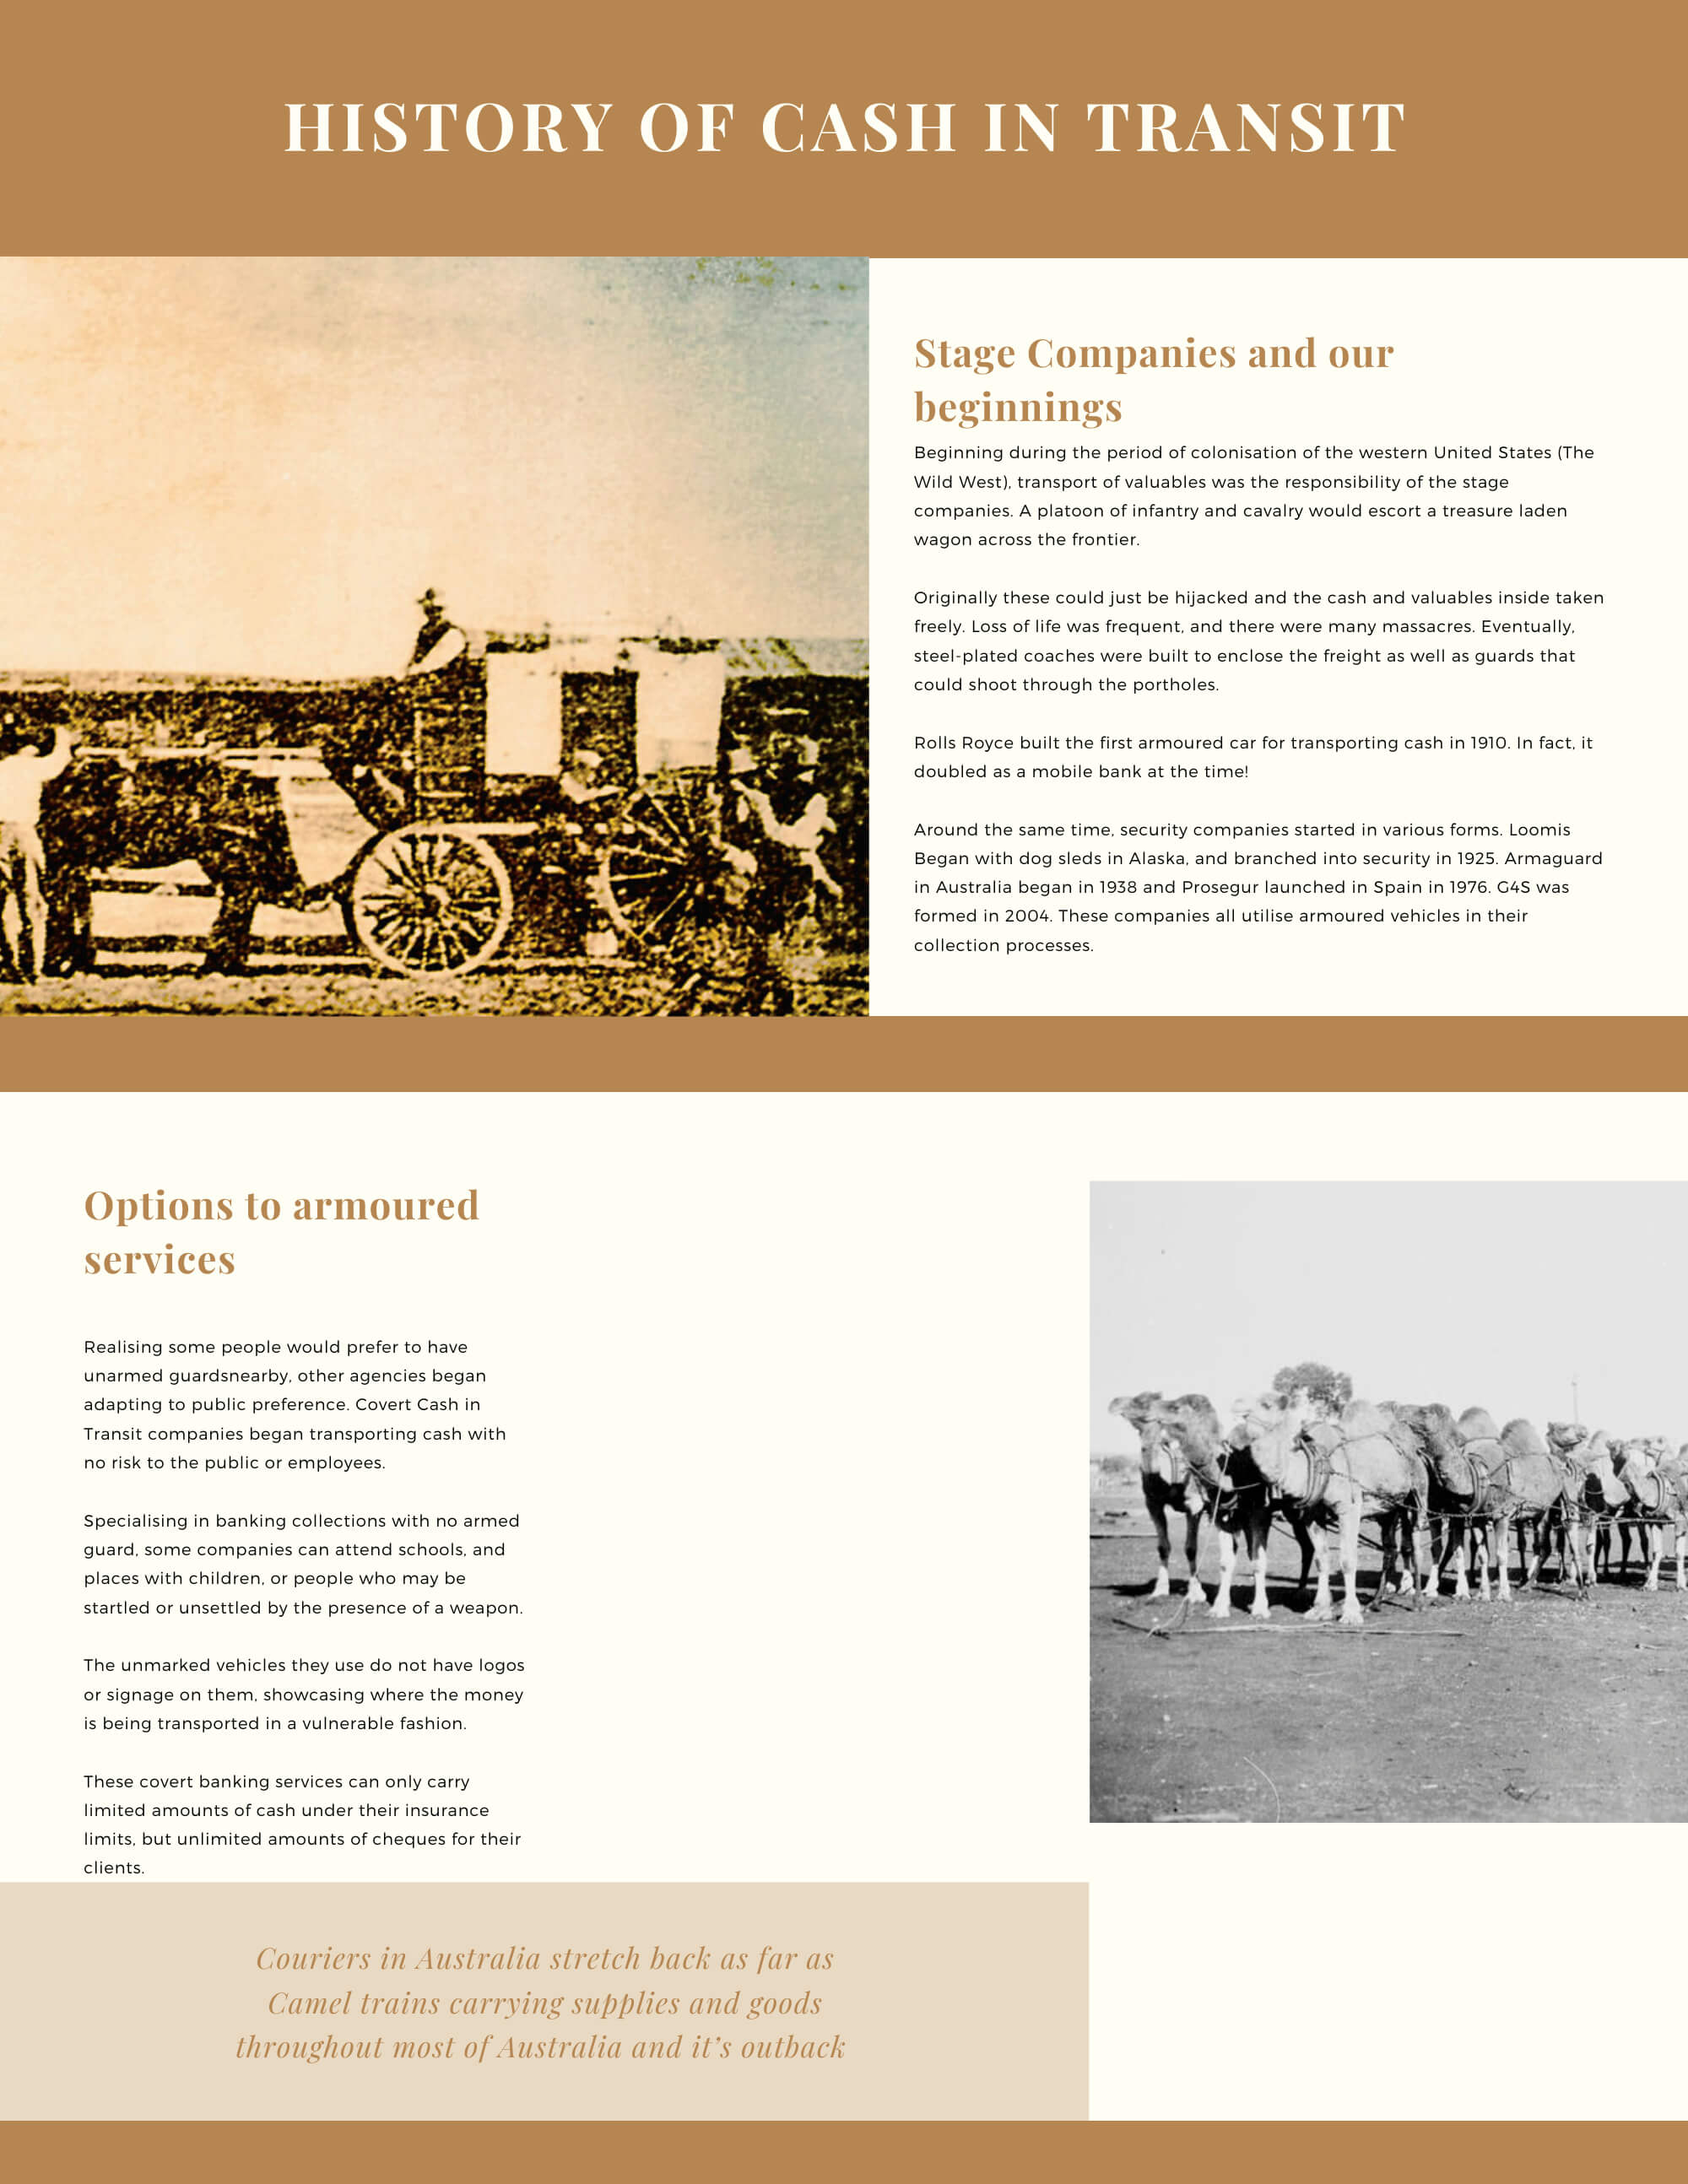 HISTORY OF CASH IN TRANSIT
Stage Companies and our
beginnings
Beginning during the period of colonisation of the western United States (The
Wild West), transport of valuables was the responsibility of the stage
companies. A platoon of infantry and cavalry would escort a treasure laden
wagon across the frontier.
Originally these could just be hijacked and the cash and valuables inside taken
freely. Loss of life was frequent, and there were many massacres. Eventually,
steel-plated coaches were built to enclose the freight as well as guards that
could shoot through the portholes.
Rolls Royce built the first armoured car for transporting cash in 1910. In fact, it
doubled as a mobile bank at the time!
Around the same time, security companies started in various forms. Loomis
Began with dog sleds in Alaska, and branched into security in 1925. Armaguard
in Australia began in 1938 and Prosegur launched in Spain in 1976. G4S was
formed in 2004. These companies all utilise armoured vehicles in their
collection processes.
Options to armoured
services
Realising some people would prefer to have
unarmed guardsnearby, other agencies began
adapting to public preference. Covert Cash in
Transit companies began transporting cash with
no risk to the public or employees.
Specialising in banking collections with no armed
guard, some companies can attend schools, and
places with children, or people who may be
startled or unsettled by the presence of a weapon.
The unmarked vehicles they use do not have logos
or signage on them, showcasing where the money
is being transported in a vulnerable fashion.
These covert banking services can only carry
limited amounts of cash under their insurance
limits, but unlimited amounts of cheques for their
clients.
Couriers in Australia stretch back as far as
Camel trains carrying supplies and goods
throughout most of Australia and it's outback